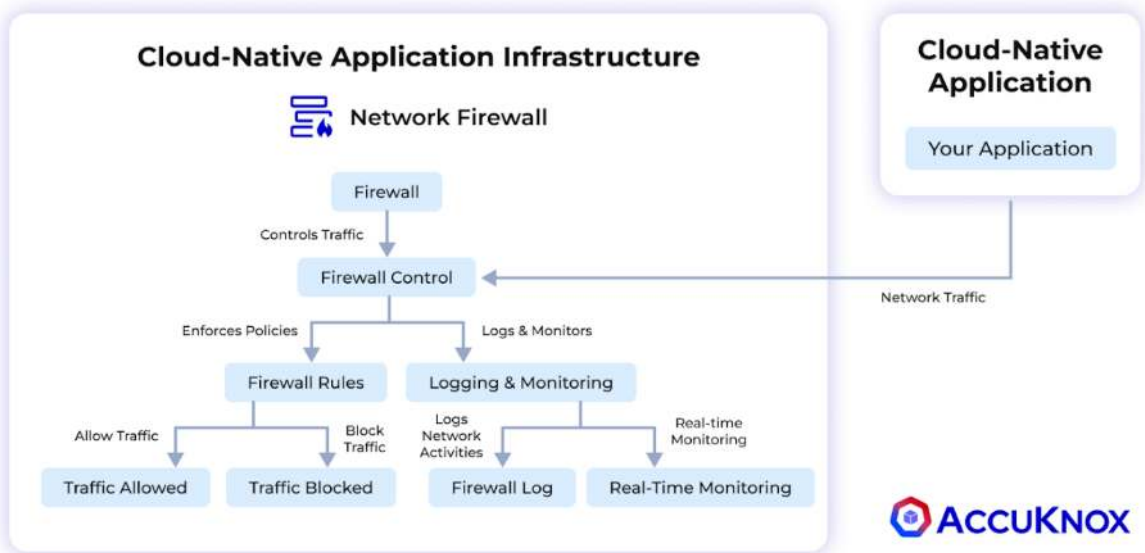 Cloud-Native Application Infrastructure
Network Firewall
Firewall
Controls Traffic
Firewall Control
Enforces Policies
Logs & Monitors
Firewall Rules
Logging & Monitoring
Allow Traffic
Block
Traffic
Logs
Network
Activities
Real-time
Monitoring
Traffic Allowed
Traffic Blocked
Firewall Log
Real-Time Monitoring
Cloud-Native
Application
Your Application
Network Traffic
ACCUKNOX